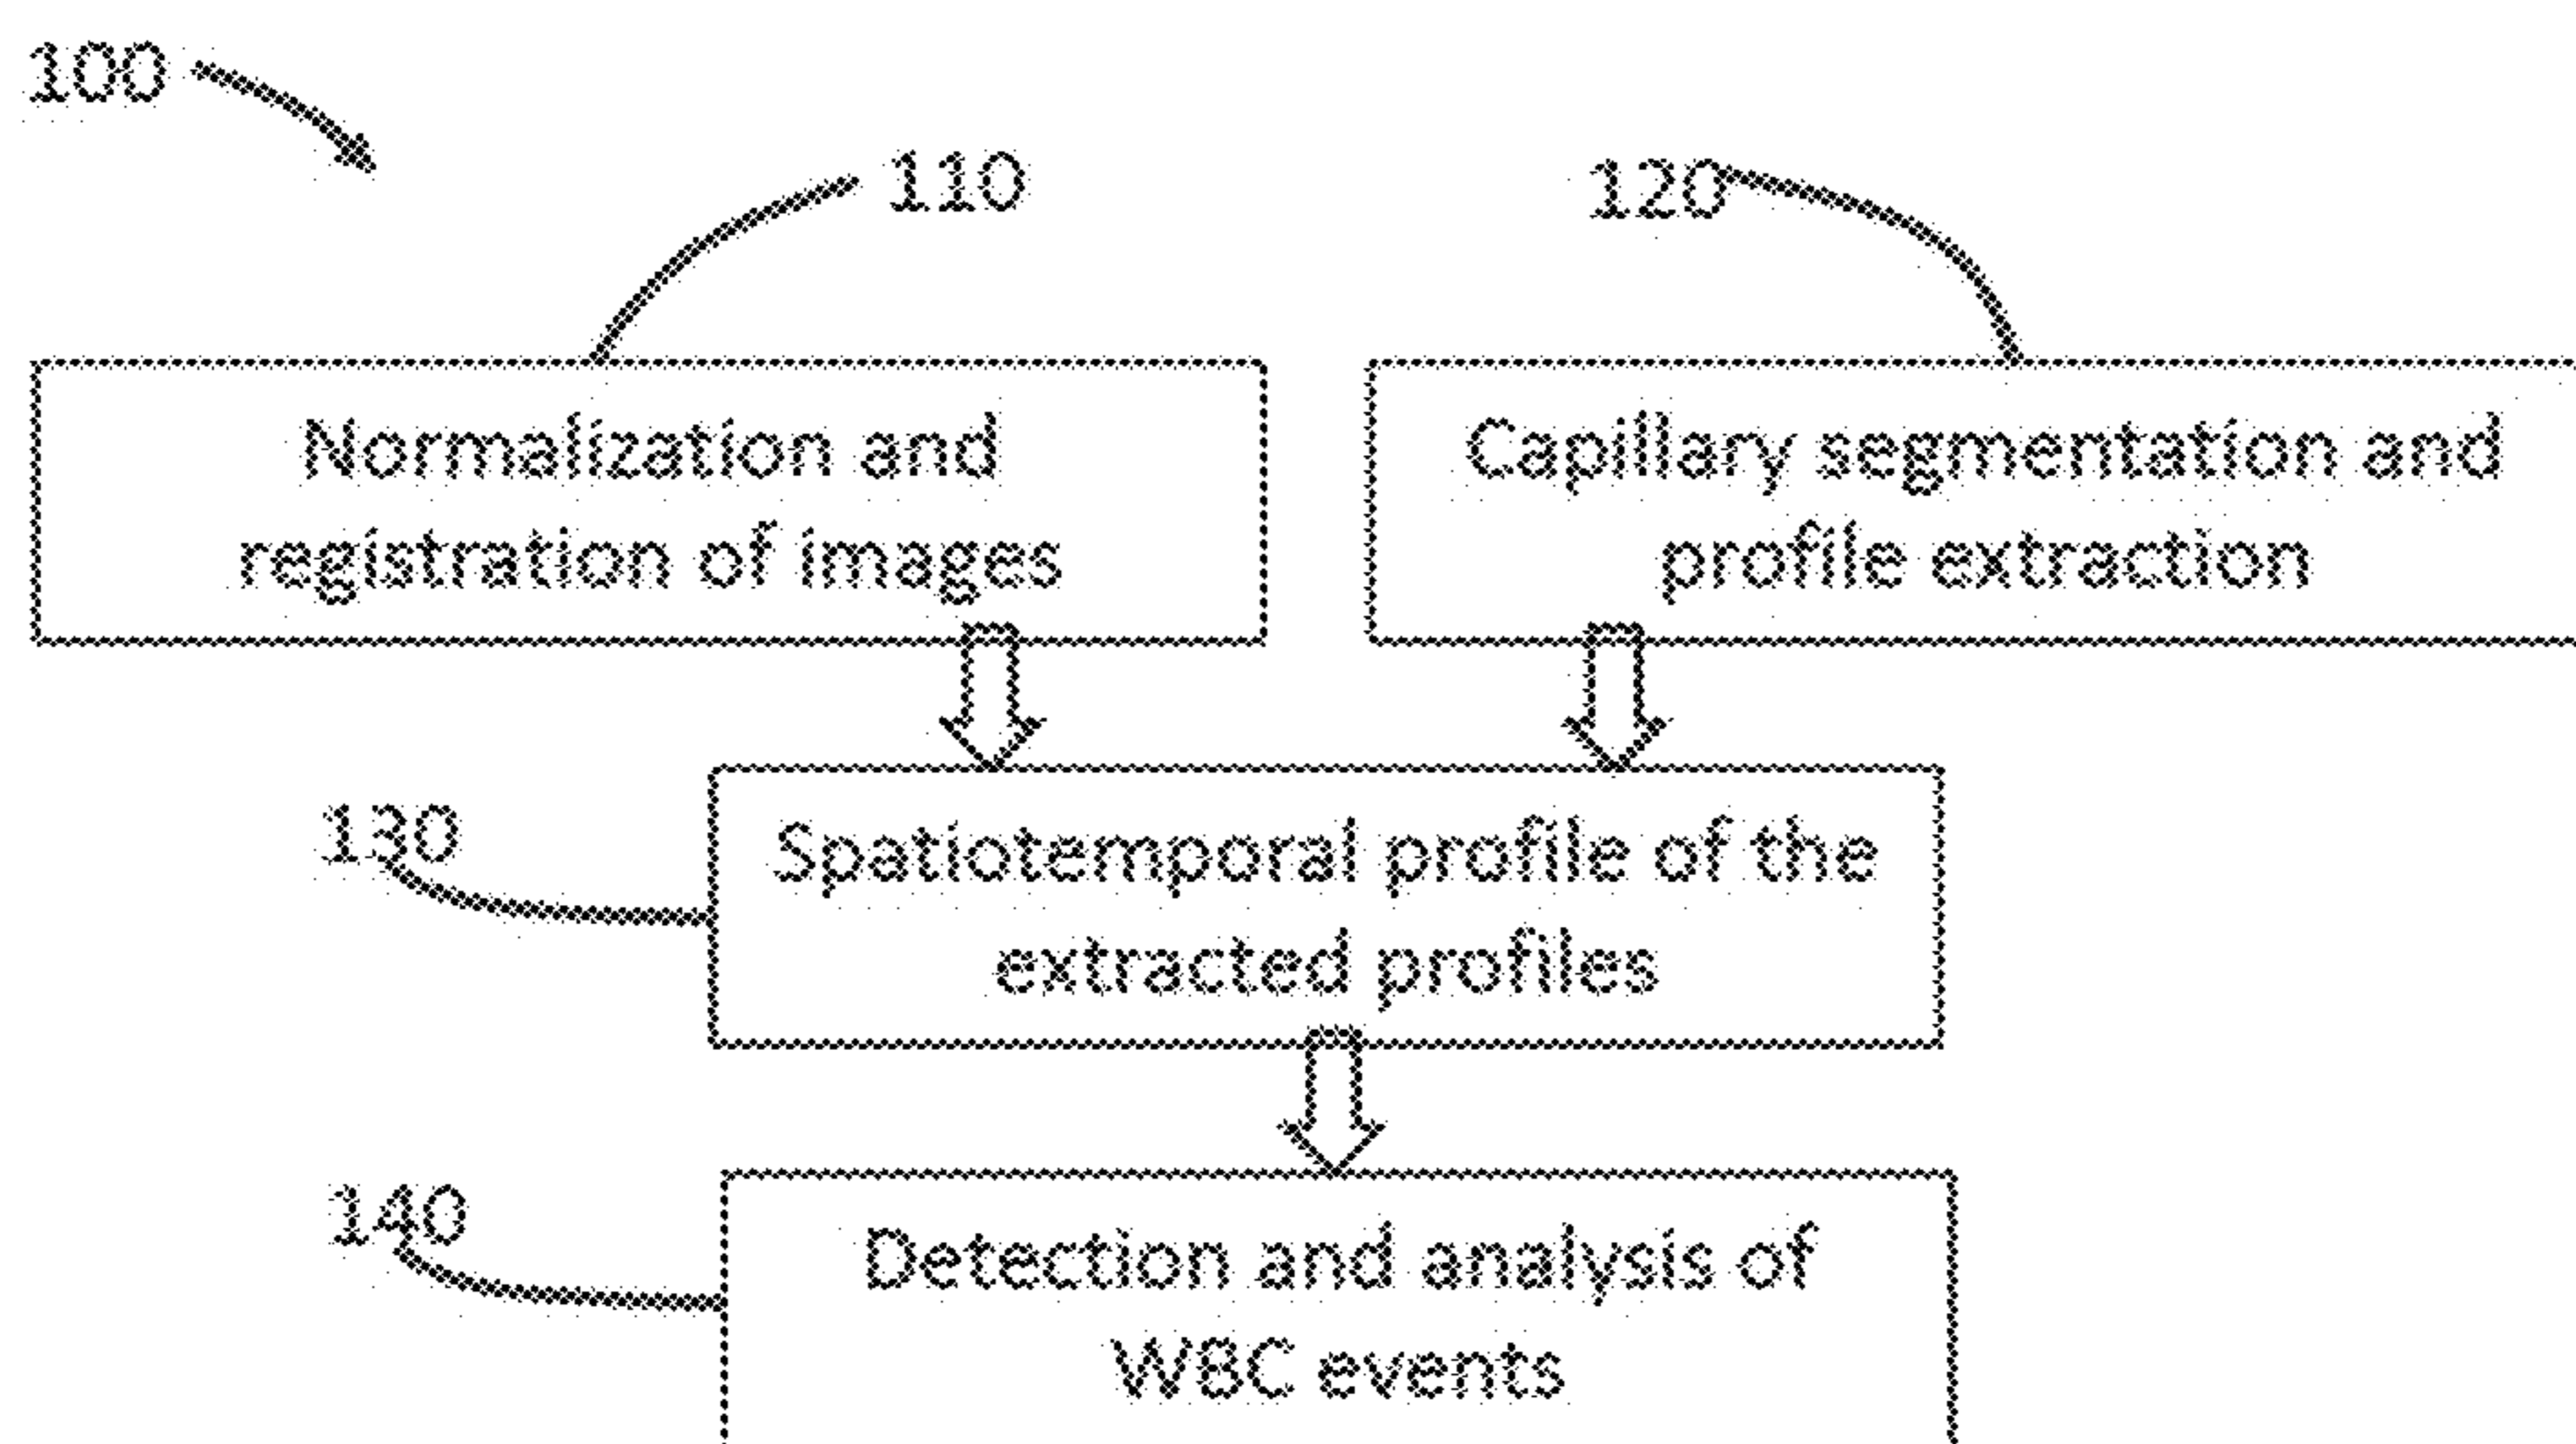 100
110
120
Normalization and
registration of images
Capillary segmentation and
profile extraction
130
Spatiotemporal profile of the
extracted profiles
140
Detection and analysis of
WBC events